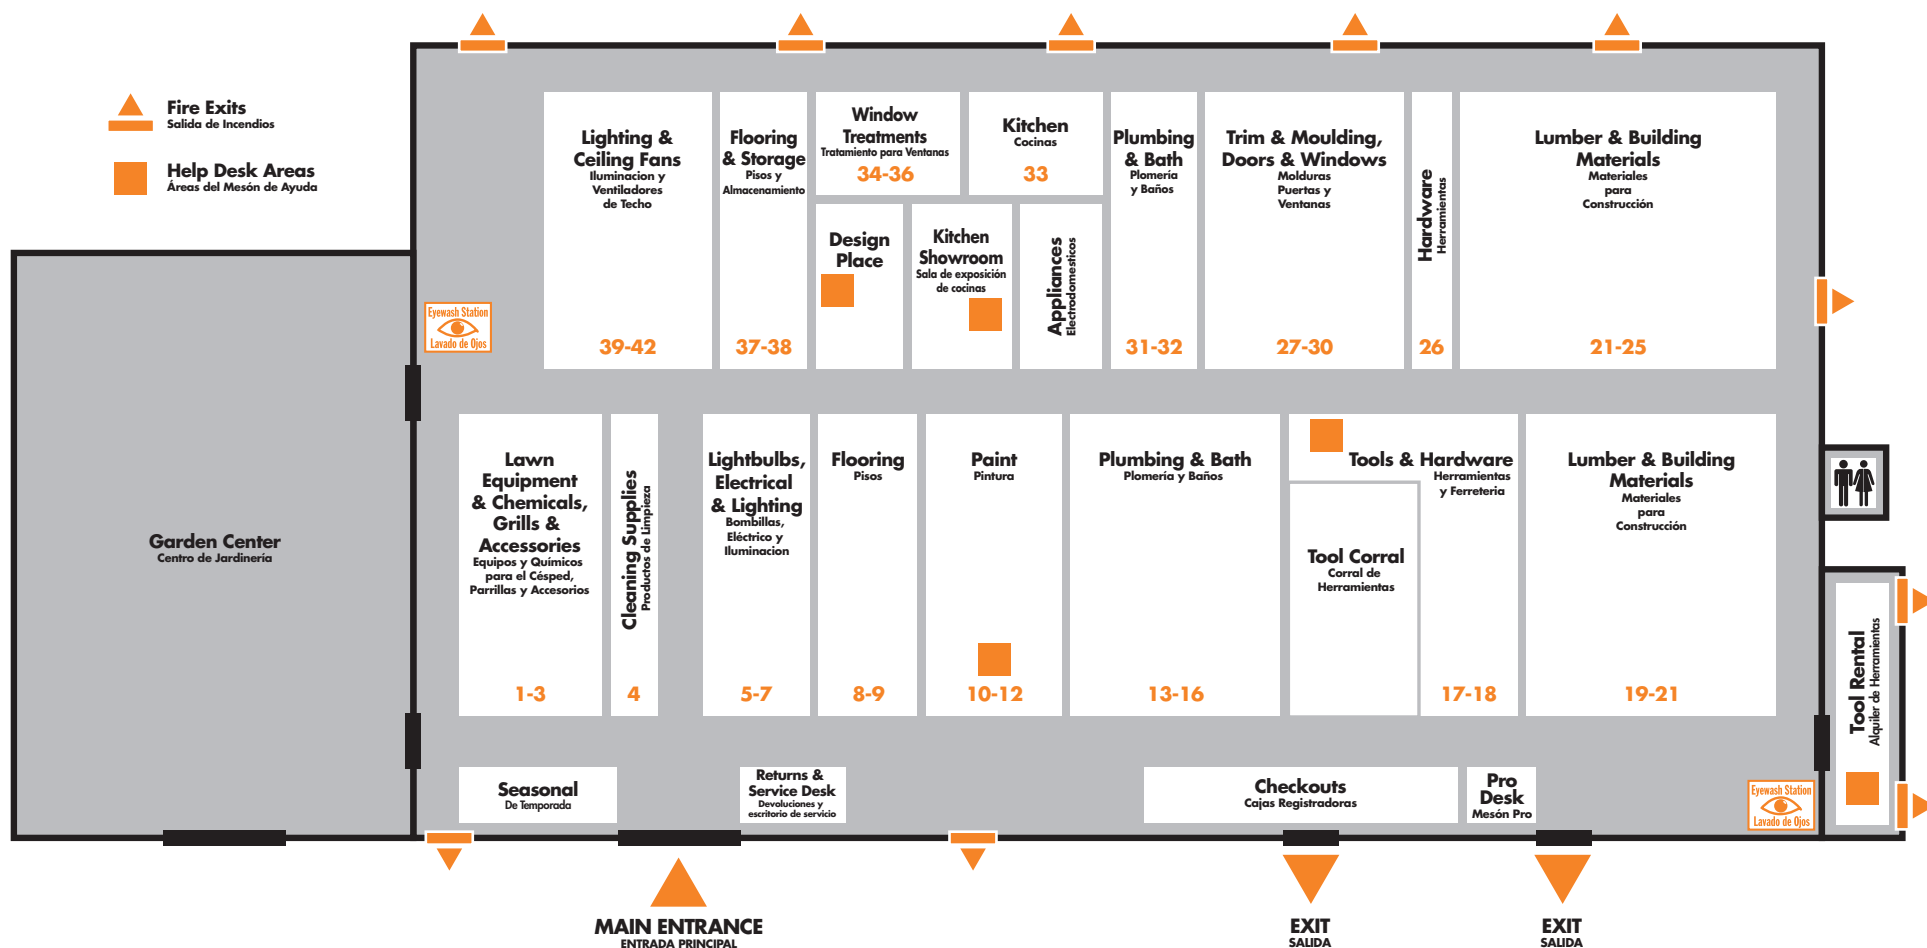 Fire Exits
Salida de Incendios
Help Desk Areas
Áreas del Mesón de Ayuda
Lighting &
Ceiling Fans
Iluminacion y
Ventiladores
de Techo
39-42
Flooring
& Storage
Pisos y
Almacenamiento
37-38
Window
Treatments
Tratamiento para Ventanas
34-36
Kitchen
Cocinas
33
Design
Place
Kitchen
Showroom
Sala de exposición
de cocinas
Appliances
Electrodomesticos
Plumbing
& Bath
Plomería
y Baños
31-32
Trim & Moulding,
Doors & Windows
Molduras
Puertas y
Ventanas
27-30
Hardware
Herramientas
26
Lumber & Building
Materials
Materiales
para
Construcción
21-25
Eyewash Station
Lavado de Ojos
Garden Center
Centro de Jardinería
Lawn
Equipment
& Chemicals,
Grills &
Accessories
Equipos y Químicos
para el Césped,
Parrillas y Accesorios
1-3
Cleaning Supplies
Productos de Limpieza
4
Lightbulbs,
Electrical
& Lighting
Bombillas,
Eléctrico y
Iluminacion
5-7
Flooring
Pisos
8-9
Paint
Pintura
10-12
Plumbing & Bath
Plomería y Baños
13-16
Tools & Hardware
Herramientas
y Ferreteria
Tool Corral
Corral de
Herramientas
17-18
Lumber & Building
Materials
Materiales
para
Construcción
19-21
Tool Rental
Alquiler de Herramientas
Seasonal
De Temporada
Returns &
Service Desk
Devoluciones y
escritorio de servicio
Checkouts
Cajas Registradoras
Pro
Desk
Mesón Pro
Eyewash Station
Lavado de Ojos
MAIN ENTRANCE
ENTRADA PRINCIPAL
EXIT
SALIDA
EXIT
SALIDA